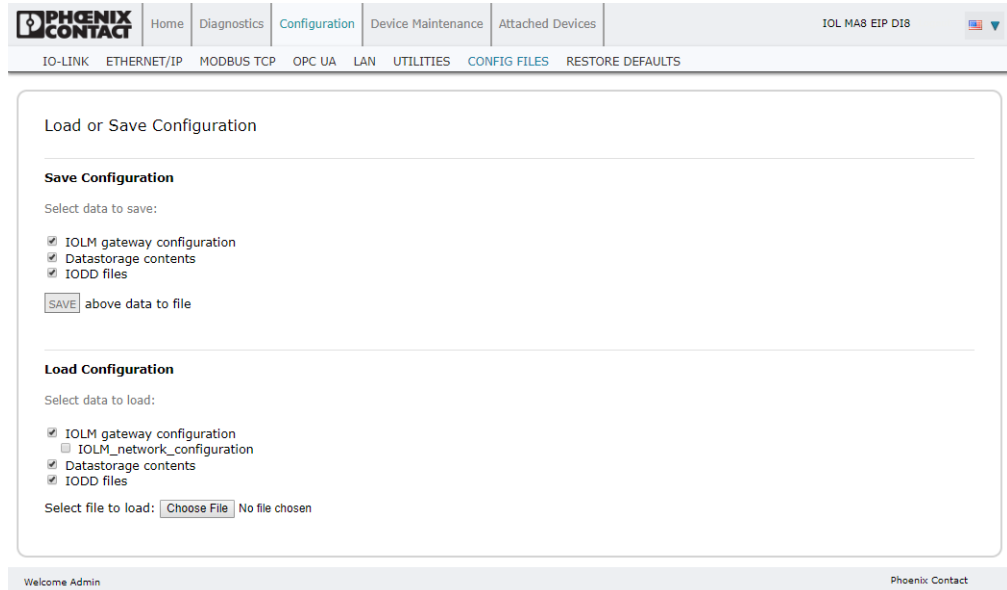 PHŒNIX CONTACT Home Diagnostics Configuration Device Maintenance Attached Devices IOL MA8 EIP DI8
IO-LINK ETHERNET/IP MODBUS TCP OPC UA LAN UTILITIES CONFIG FILES RESTORE DEFAULTS
Load or Save Configuration
Save Configuration
Select data to save:
IOLM gateway configuration
Datastorage contents
IODD files
SAVE above data to file
Load Configuration
Select data to load:
IOLM gateway configuration
IOLM_network_configuration
Datastorage contents
IODD files
Select file to load: Choose File No file chosen
Welcome Admin Phoenix Contact